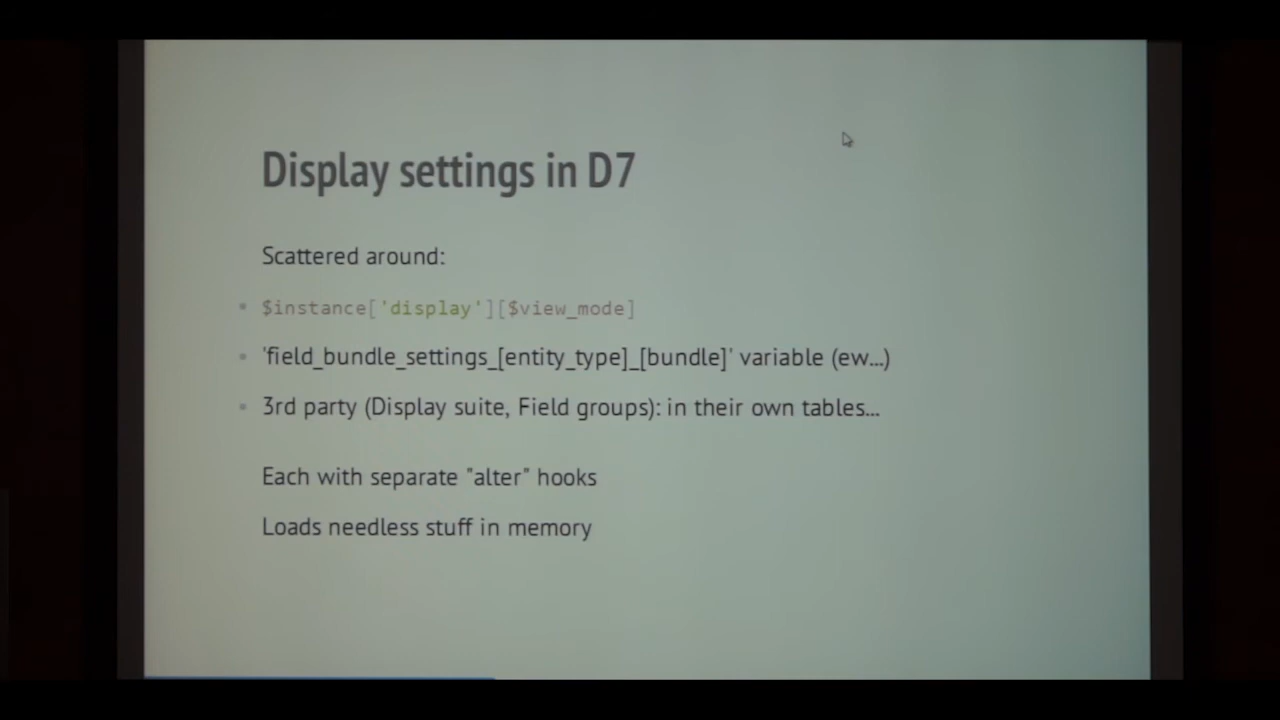 Display settings in D7
Scattered around:
$instance['display'][$view_mode]
'field_bundle_settings_[entity_type]_[bundle]' variable (ew...)
3rd party (Display suite, Field groups): in their own tables...
Each with separate "alter" hooks
Loads needless stuff in memory